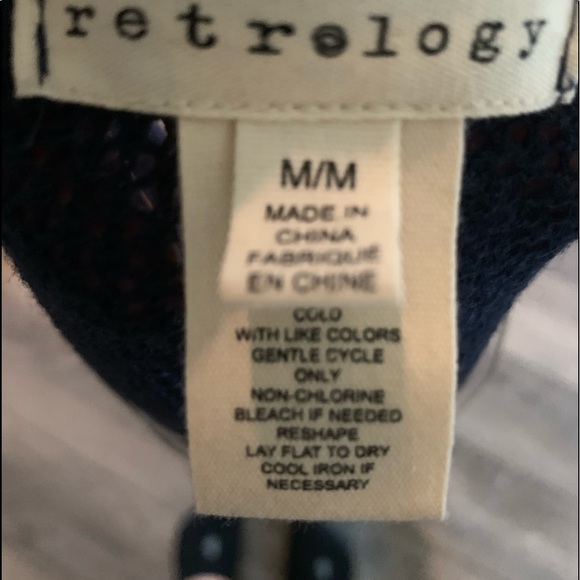 retrology
M/M
MADE IN
CHINA
FABRIQUÉ
EN CHINE
COLD
WITH LIKE COLORS
GENTLE CYCLE
ONLY
NON-CHLORINE
BLEACH IF NEEDED
RESHAPE
LAY FLAT TO DRY
COOL IRON IF
NECESSARY